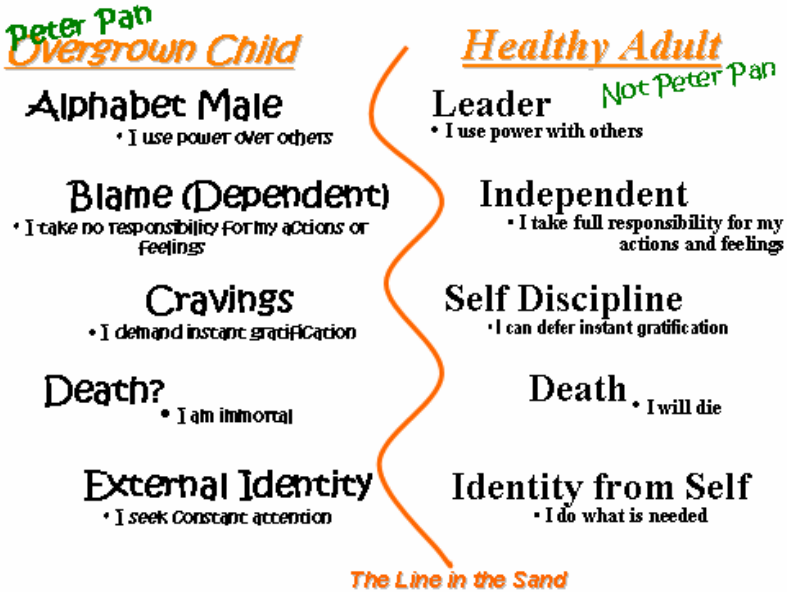 Peter Pan
Overgrown Child
Alphabet Male
• I use power over others
Blame (Dependent)
• I take no responsibility for my actions or
feelings
Cravings
• I demand instant gratification
Death?
• I am immortal
External Identity
• I seek constant attention
Healthy Adult
Not Peter Pan
Leader
• I use power with others
Independent
• I take full responsibility for my
actions and feelings
Self Discipline
• I can defer instant gratification
Death
• I will die
Identity from Self
• I do what is needed
The Line in the Sand